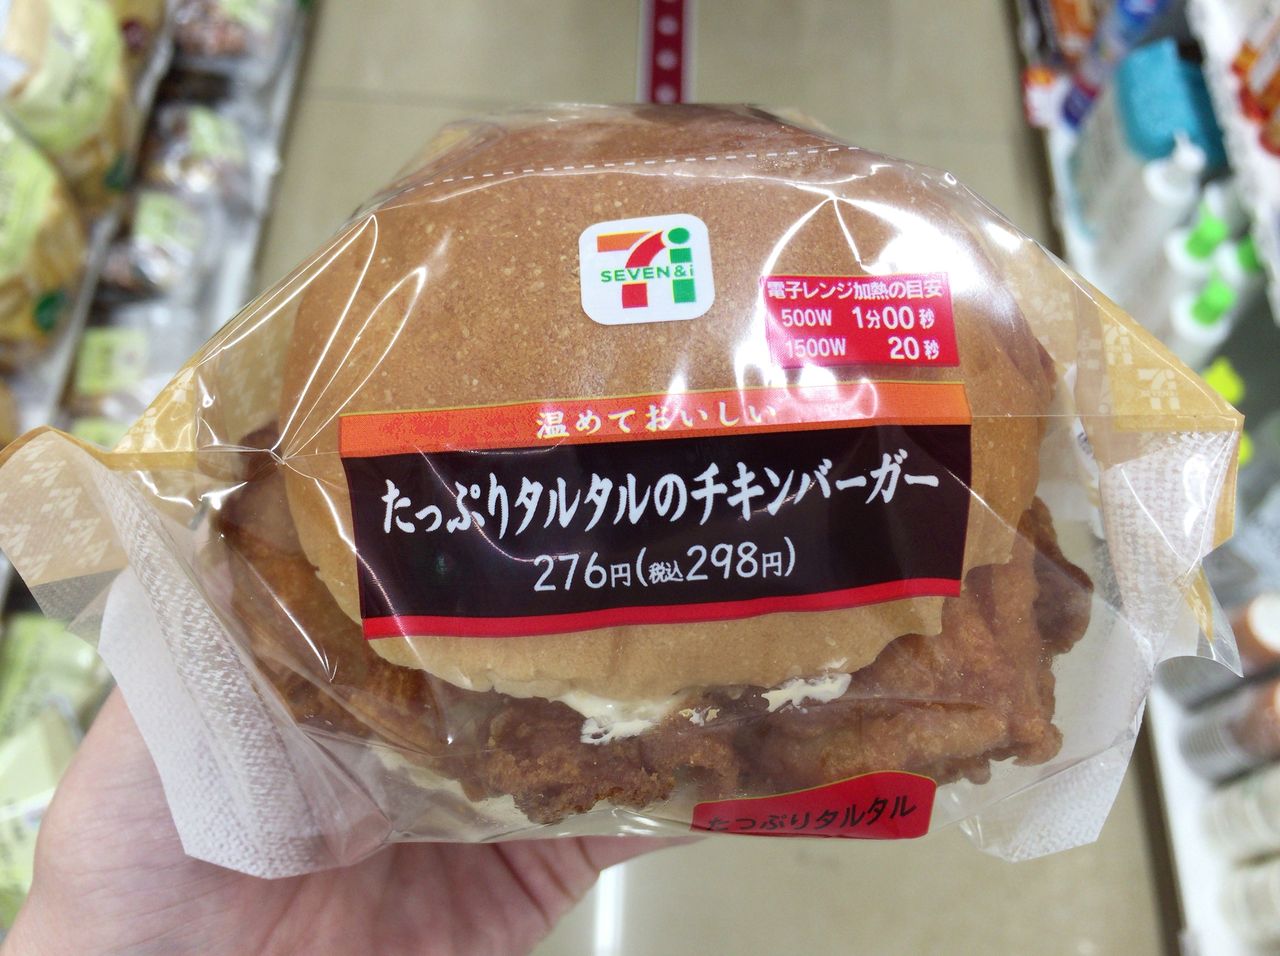 SEVEN&i
電子レンジ加熱の目安
500W 1分00秒
1500W 20秒
温めておいしい
たっぷりタルタルのチキンバーガー
276円(税込298円)
たっぷりタルタル